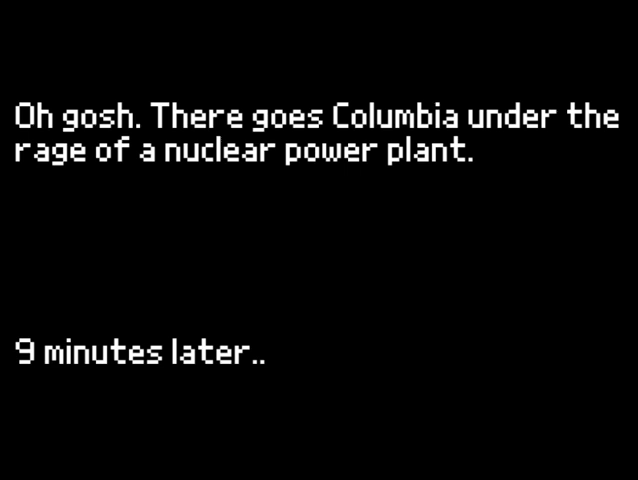 Oh gosh. There goes Columbia under the
rage of a nuclear power plant.
9 minutes later..